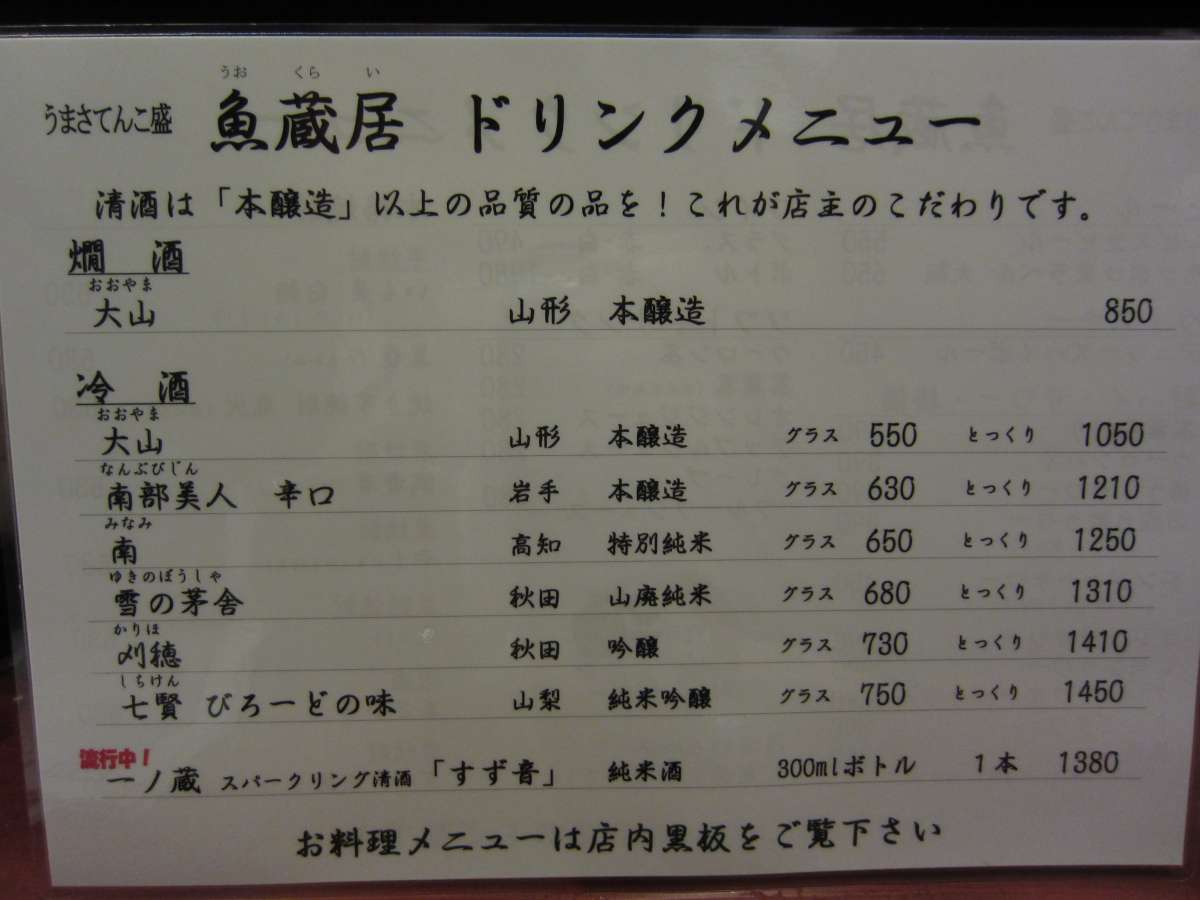 うお くら い
うまさてんこ盛 魚蔵居 ドリンクメニュー
清酒は「本醸造」以上の品質の品を！これが店主のこだわりです。
燗 酒
おおやま
大山 山形 本醸造 850
冷 酒
おおやま
大山 山形 本醸造 グラス 550 とっくり 1050
なんぶびじん
南部美人 辛口 岩手 本醸造 グラス 630 とっくり 1210
みなみ
南 高知 特別純米 グラス 650 とっくり 1250
ゆきのぼうしゃ
雪の茅舎 秋田 山廃純米 グラス 680 とっくり 1310
かりほ
刈穂 秋田 吟醸 グラス 730 とっくり 1410
しちけん
七賢 びろーどの味 山梨 純米吟醸 グラス 750 とっくり 1450
流行中！
一ノ蔵 スパークリング清酒「すず音」 純米酒 300mlボトル 1本 1380
お料理メニューは店内黒板をご覧下さい